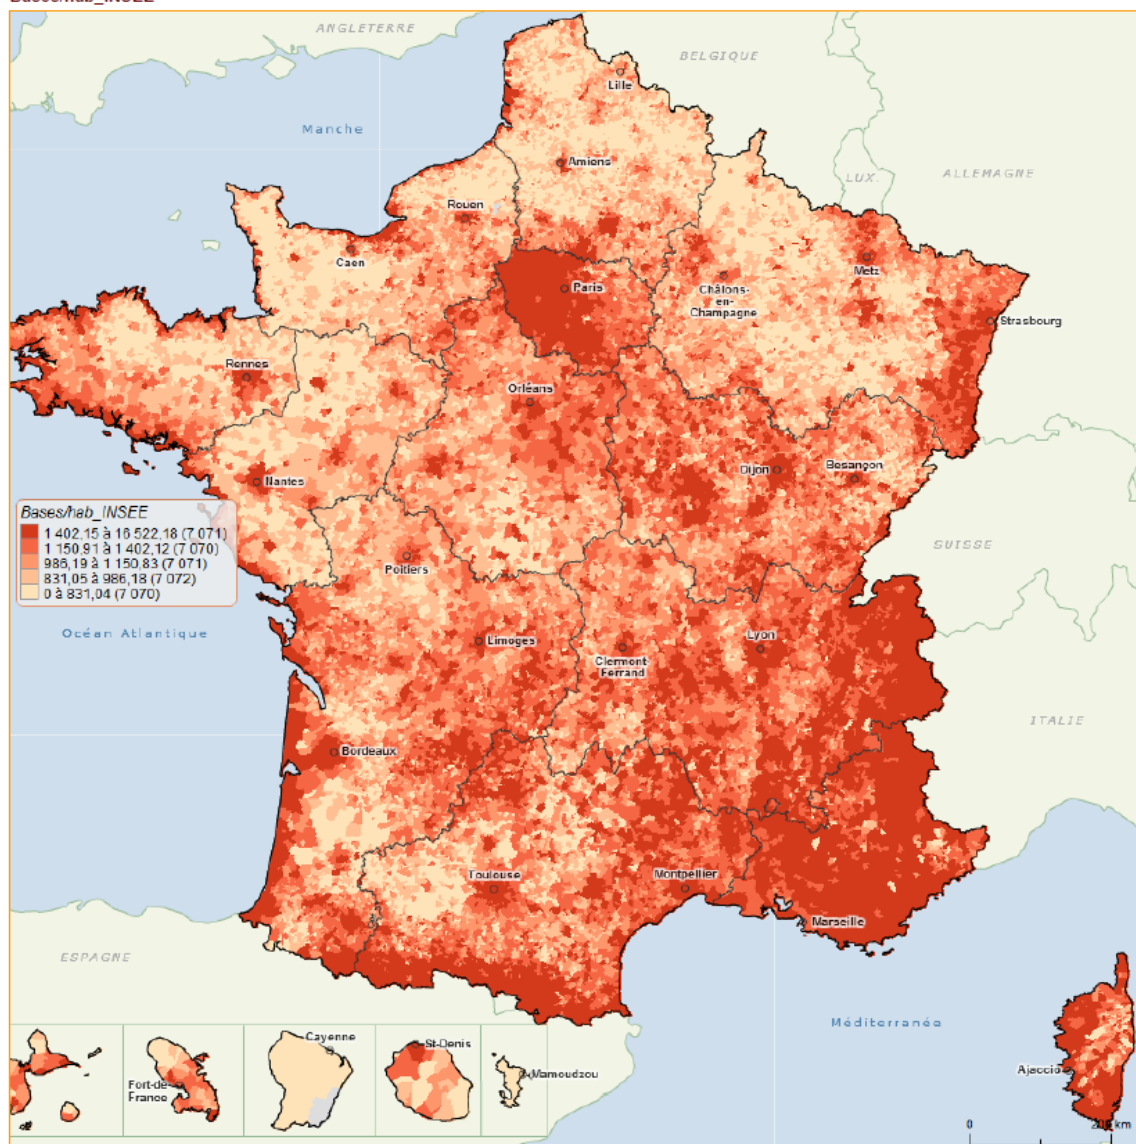 Bases/hab_INSEE
ANGLETERRE
BELGIQUE
Lille
Manche
Amiens
LUX.
ALLEMAGNE
Rouen
Caen
Metz
Paris
Châlons-
en-
Champagne
Strasbourg
Rennes
Orléans
Dijon
Besançon
Nantes
Bases/hab_INSEE
1 402,15 à 16 522,18 (7 071)
1 150,91 à 1 402,12 (7 070)
986,19 à 1 150,83 (7 071)
831,05 à 986,18 (7 072)
0 à 831,04 (7 070)
SUISSE
Poitiers
Océan Atlantique
Limoges
Clermont-
Ferrand
Lyon
ITALIE
Bordeaux
Toulouse
Montpellier
Marseille
ESPAGNE
Méditerranée
Cayenne
St-Denis
Fort-de-
France
Mamoudzou
Ajaccio
0
km